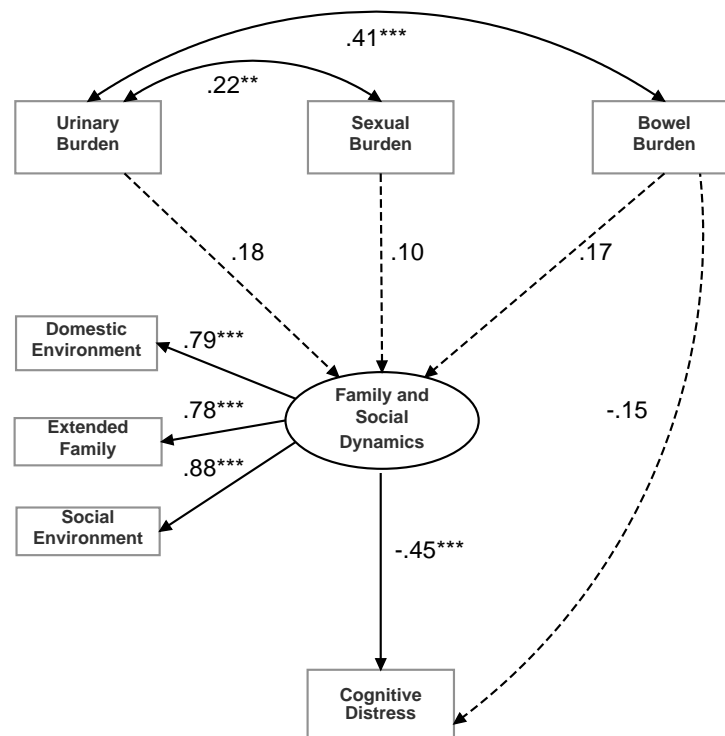 .41***
.22**
Urinary
Burden
Sexual
Burden
Bowel
Burden
.18
.10
.17
Domestic
Environment
.79***
Family and
Social
Dynamics
Extended
Family
.78***
-.15
.88***
Social
Environment
-.45***
Cognitive
Distress